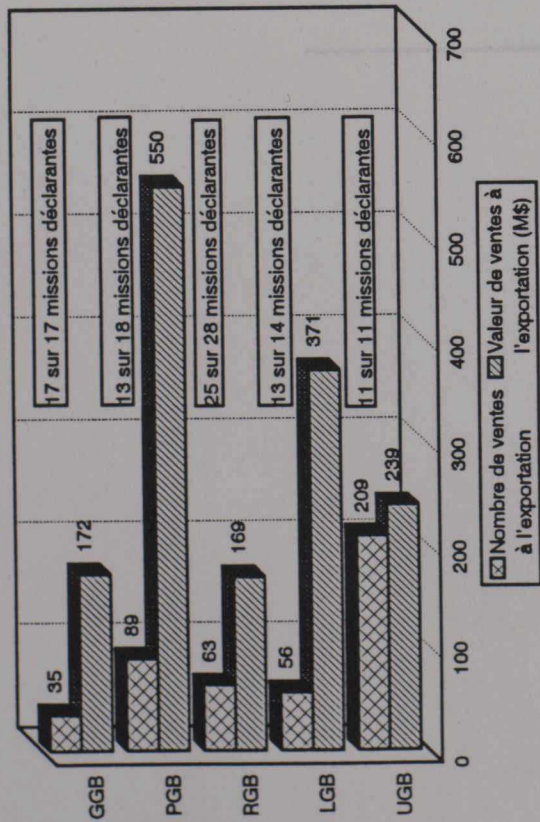 GGB
35
172
17 sur 17 missions déclarantes
PGB
89
550
13 sur 18 missions déclarantes
RGB
63
169
25 sur 28 missions déclarantes
LGB
56
371
13 sur 14 missions déclarantes
UGB
209
239
11 sur 11 missions déclarantes
0 100 200 300 400 500 600 700
Nombre de ventes Valeur de ventes à
à l'exportation l'exportation (M$)